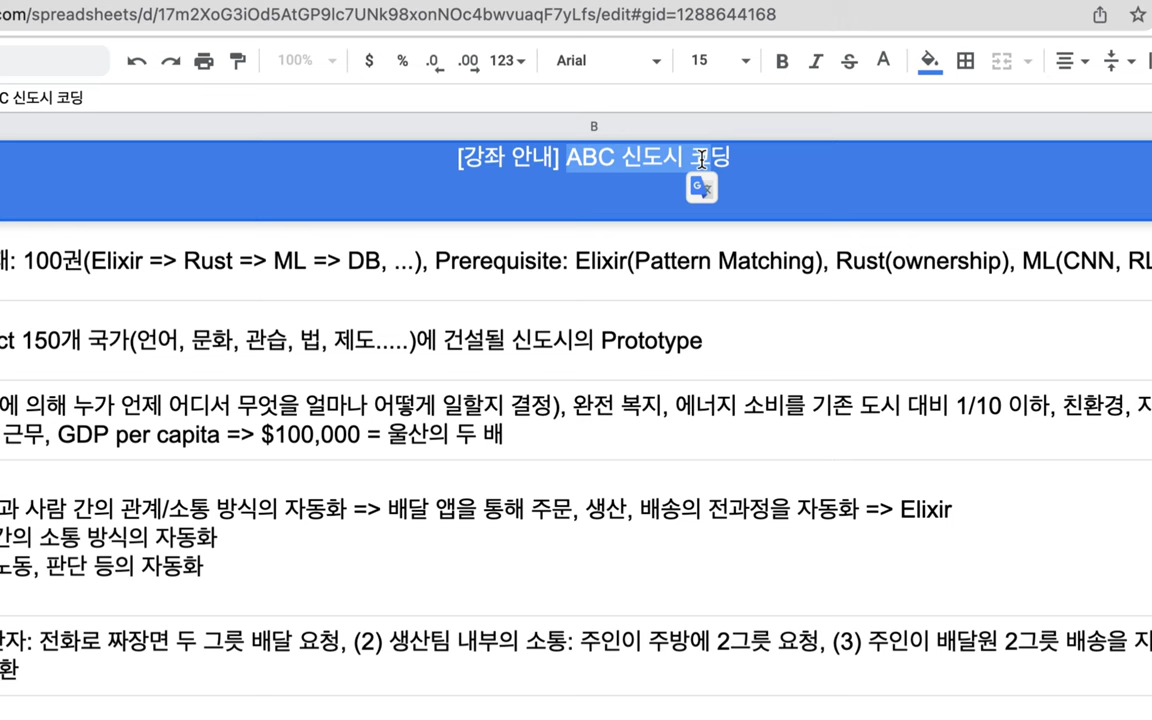 com/spreadsheets/d/17m2XoG3iOd5AtGP9lc7UNk98xonNOc4bwvuaqF7yLfs/edit#gid=1288644168
100% $ % .0 .00 123 Arial 15 B I S A
C 신도시 코딩
B
[강좌 안내] ABC 신도시 코딩
: 100권(Elixir => Rust => ML => DB, ...), Prerequisite: Elixir(Pattern Matching), Rust(ownership), ML(CNN, RL
ct 150개 국가(언어, 문화, 관습, 법, 제도.....)에 건설될 신도시의 Prototype
에 의해 누가 언제 어디서 무엇을 얼마나 어떻게 일할지 결정), 완전 복지, 에너지 소비를 기존 도시 대비 1/10 이하, 친환경,
근무, GDP per capita => $100,000 = 울산의 두 배
과 사람 간의 관계/소통 방식의 자동화 => 배달 앱을 통해 주문, 생산, 배송의 전과정을 자동화 => Elixir
간의 소통 방식의 자동화
노동, 판단 등의 자동화
자: 전화로 짜장면 두 그릇 배달 요청, (2) 생산팀 내부의 소통: 주인이 주방에 2그릇 요청, (3) 주인이 배달원 2그릇 배송을 지
환